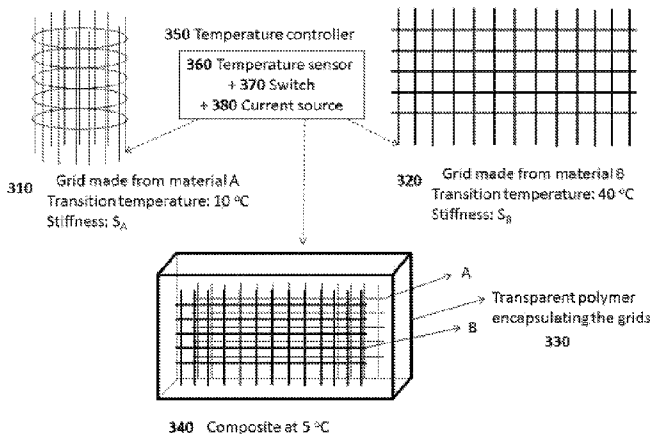 350 Temperature controller
360 Temperature sensor
+ 370 Switch
+ 380 Current source
310 Grid made from material A
Transition temperature: 10 °C
Stiffness: S_A
320 Grid made from material B
Transition temperature: 40 °C
Stiffness: S_B
A
B
Transparent polymer
encapsulating the grids
330
340 Composite at 5 °C